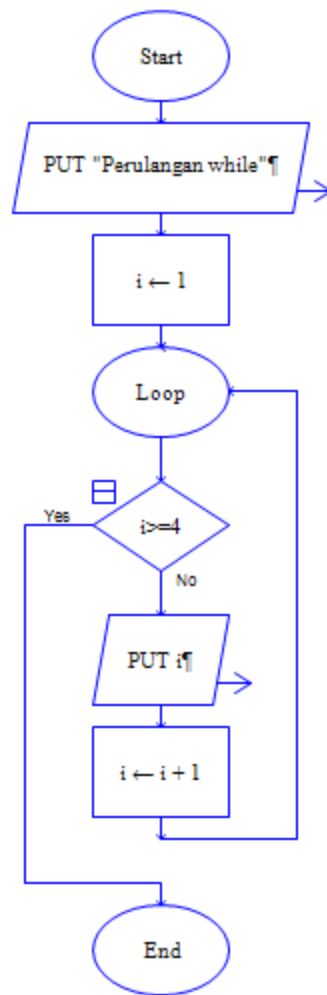 Start
PUT "Perulangan while"¶
i ← 1
Loop
i>=4
Yes
No
PUT i¶
i ← i + 1
End